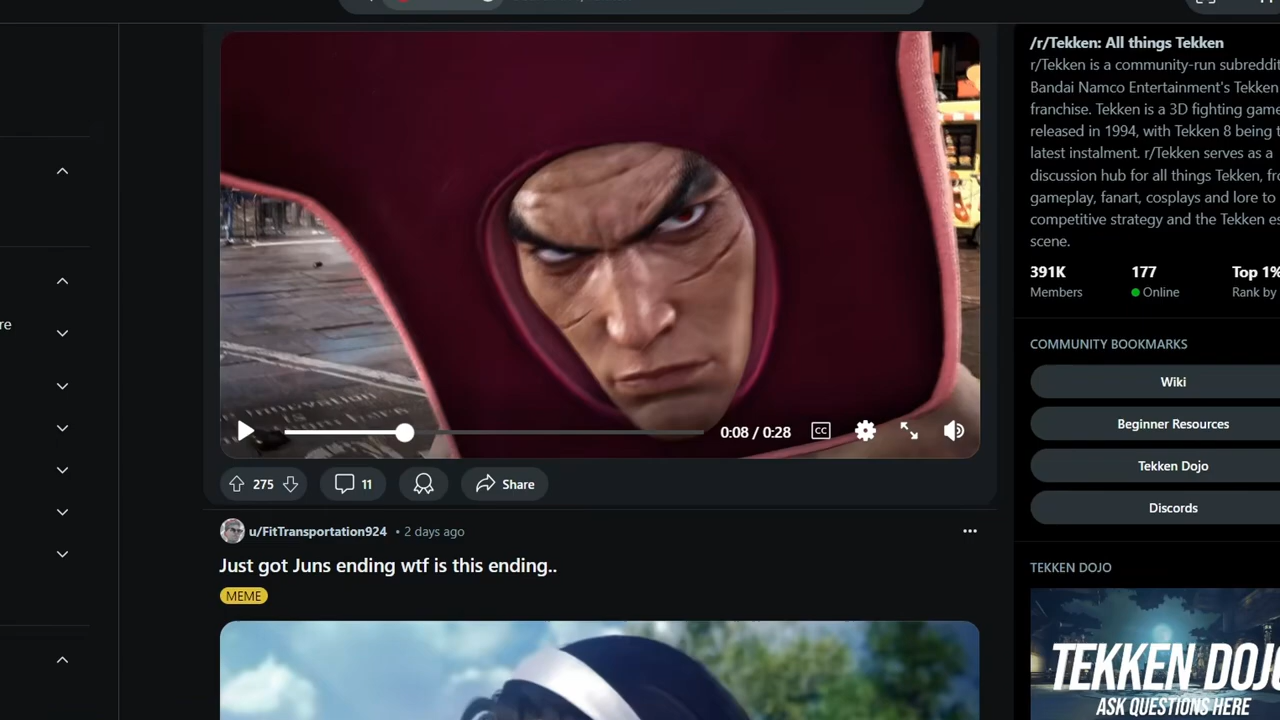 /r/Tekken: All things Tekken
r/Tekken is a community-run subreddit
Bandai Namco Entertainment's Tekken
franchise. Tekken is a 3D fighting game
released in 1994, with Tekken 8 being
latest instalment. r/Tekken serves as a
discussion hub for all things Tekken,
gameplay, fanart, cosplays and lore to
competitive strategy and the Tekken
scene.
391K
Members
177
Online
Top 1%
Rank by
COMMUNITY BOOKMARKS
Wiki
Beginner Resources
Tekken Dojo
Discords
TEKKEN DOJO
TEKKEN DOJO
ASK QUESTIONS HERE
re
Innovation
0:08 / 0:28
CC
275
11
Share
u/FitTransportation924 • 2 days ago
Just got Juns ending wtf is this ending..
MEME